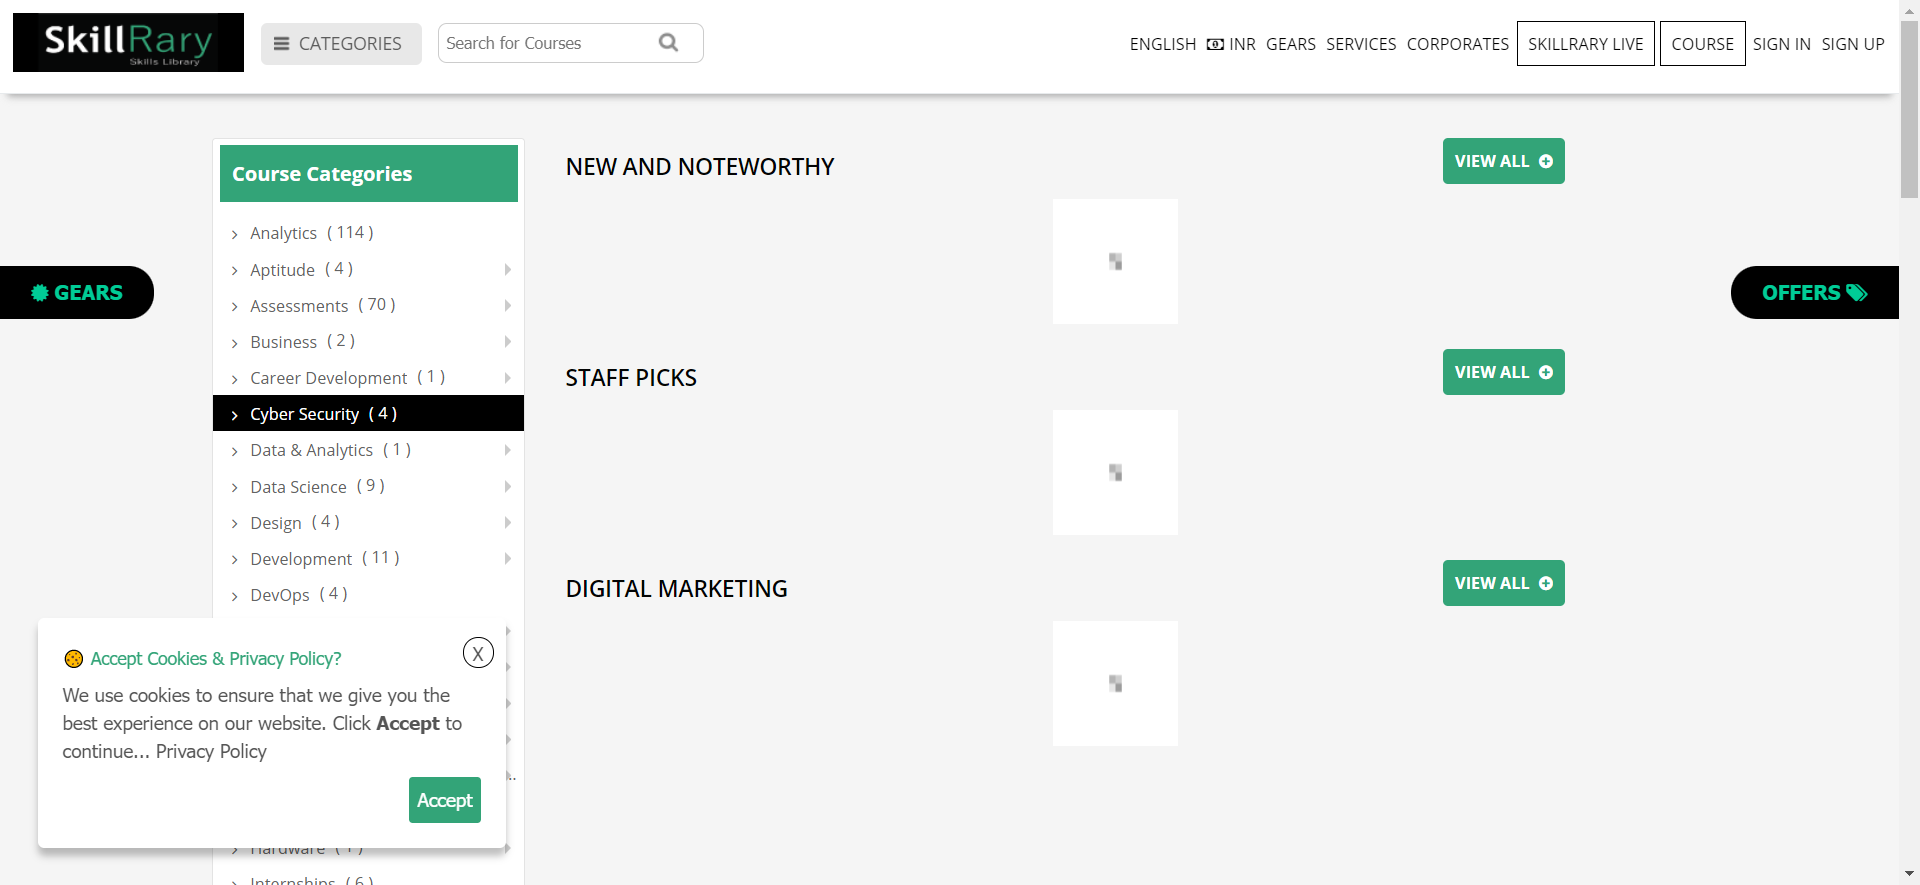 SkillRary
Skills Library
CATEGORIES
Search for Courses
ENGLISH INR GEARS SERVICES CORPORATES SKILLRARY LIVE COURSE SIGN IN SIGN UP
Course Categories
Analytics ( 114 )
Aptitude ( 4 )
Assessments ( 70 )
Business ( 2 )
Career Development ( 1 )
Cyber Security ( 4 )
Data & Analytics ( 1 )
Data Science ( 9 )
Design ( 4 )
Development ( 11 )
DevOps ( 4 )
Hardware ( 1 )
Internships ( 6 )
GEARS
OFFERS
NEW AND NOTEWORTHY
VIEW ALL
STAFF PICKS
VIEW ALL
DIGITAL MARKETING
VIEW ALL
Accept Cookies & Privacy Policy?
X
We use cookies to ensure that we give you the
best experience on our website. Click Accept to
continue... Privacy Policy
Accept